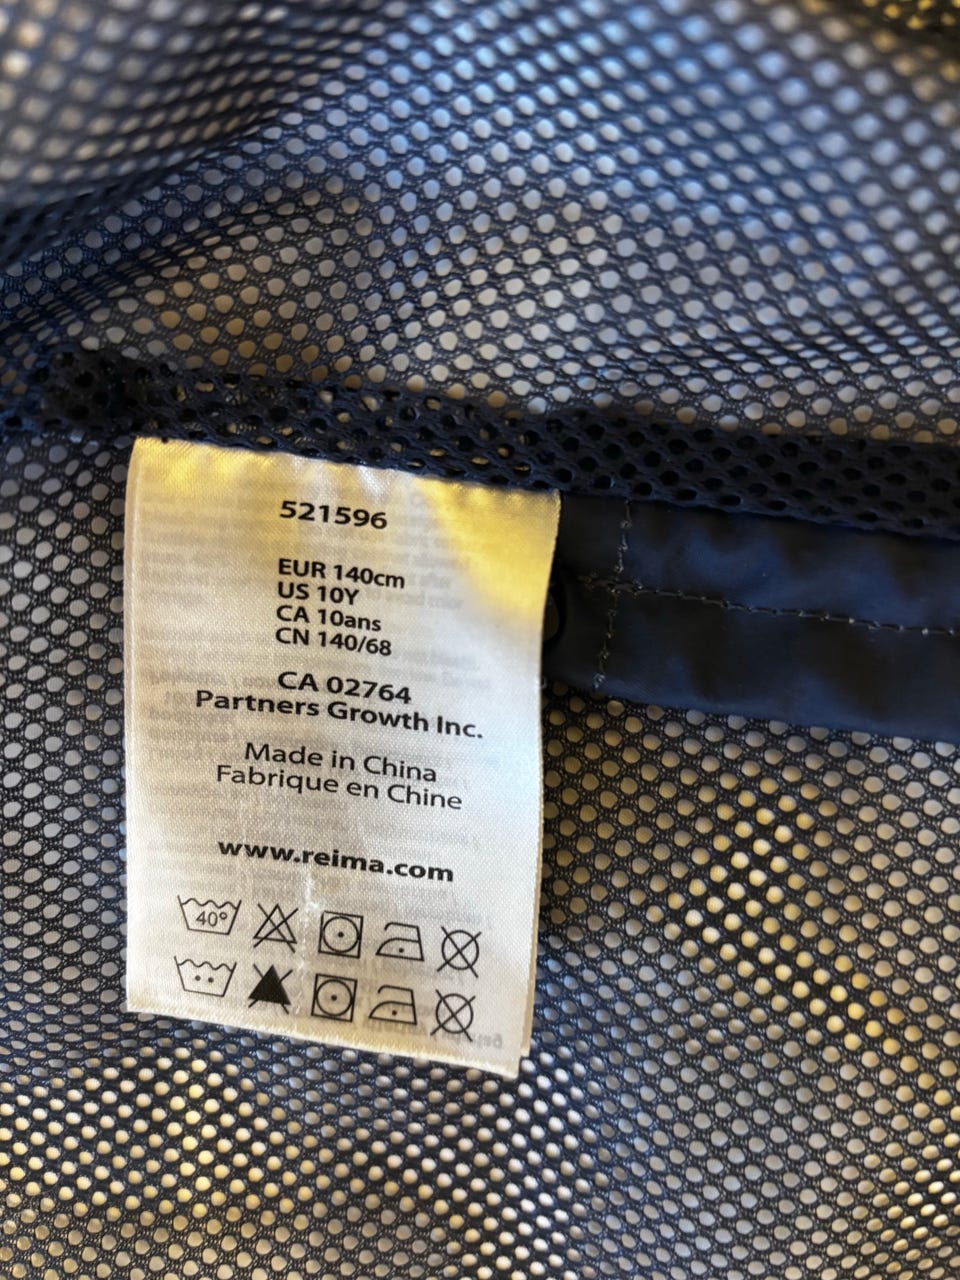 521596
EUR 140cm
US 10Y
CA 10ans
CN 140/68
CA 02764
Partners Growth Inc.
Made in China
Fabrique en Chine
www.reima.com
40°